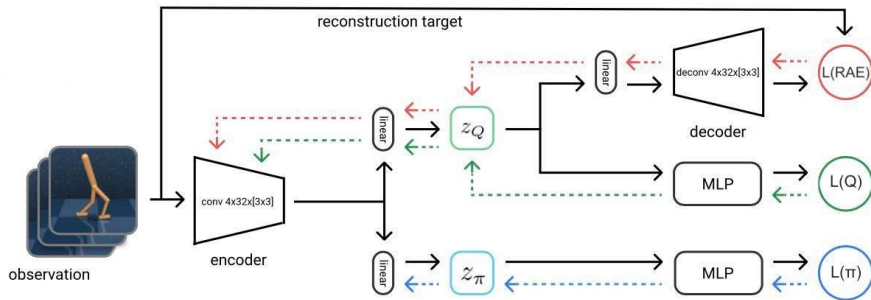 reconstruction target
linear
deconv 4x32x[3x3]
L(RAE)
decoder
linear
z_Q
MLP
L(Q)
conv 4x32x[3x3]
encoder
observation
linear
z_π
MLP
L(π)